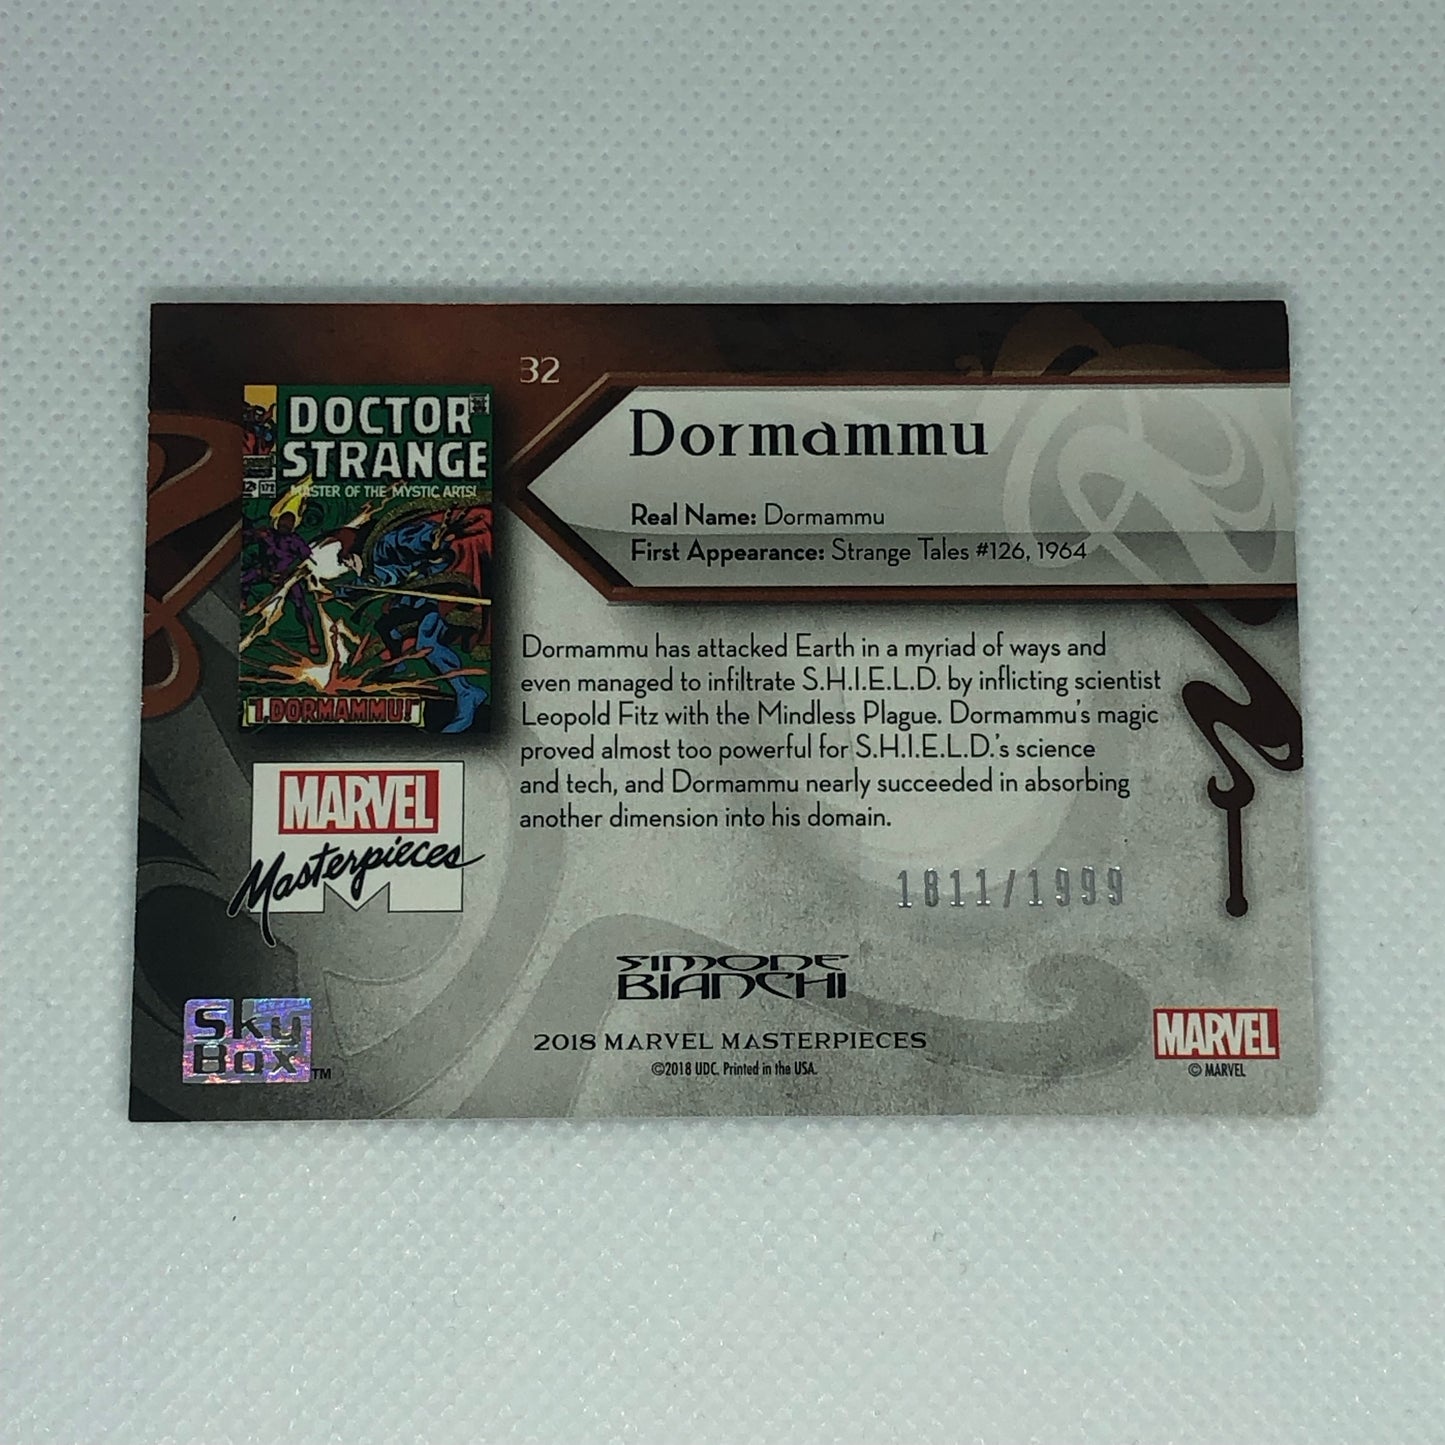 32
DOCTOR
STRANGE
MASTER OF THE MYSTIC ARTS!
12¢
172
"I, DORMAMMU!"
Dormammu
Real Name: Dormammu
First Appearance: Strange Tales #126, 1964
Dormammu has attacked Earth in a myriad of ways and
even managed to infiltrate S.H.I.E.L.D. by inflicting scientist
Leopold Fitz with the Mindless Plague. Dormammu's magic
proved almost too powerful for S.H.I.E.L.D.'s science
and tech, and Dormammu nearly succeeded in absorbing
another dimension into his domain.
MARVEL
Masterpieces
1811/1999
SIMONE
BIANCHI
Sky
Box™
2018 MARVEL MASTERPIECES
©2018 UDC. Printed in the USA.
MARVEL
© MARVEL